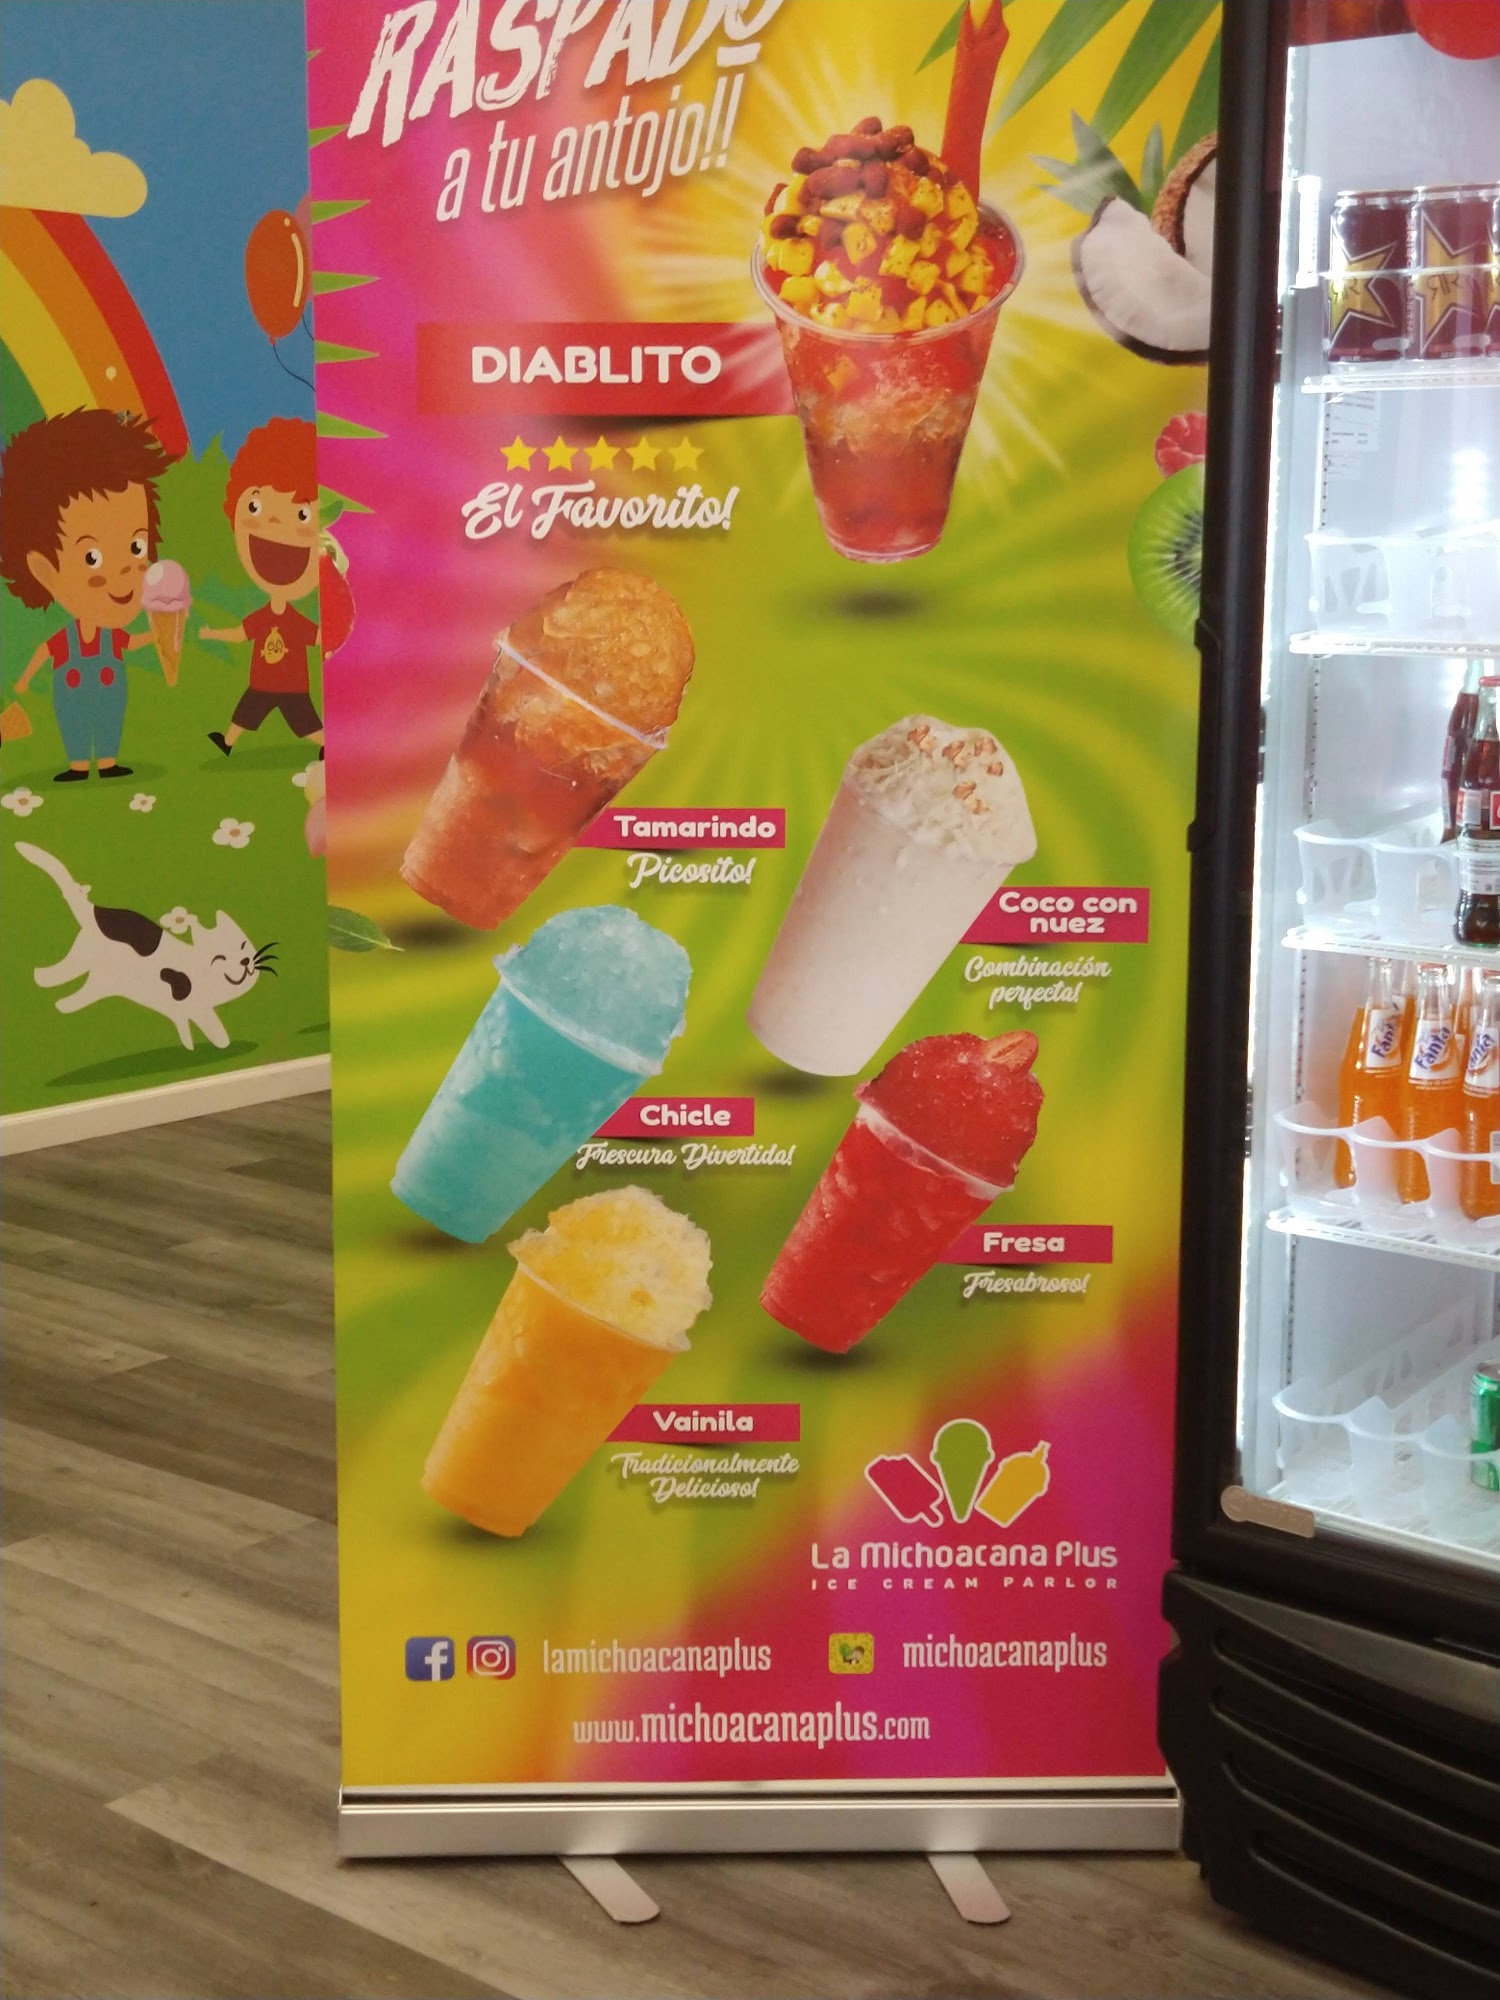 RASPADO
a tu antojo!!
DIABLITO
El Favorito!
Tamarindo
Picosito!
Coco con
nuez
Combinación
perfecta!
Chicle
Frescura Divertida!
Fresa
Fresabroso!
Vainila
Tradicionalmente
Delicioso!
La Michoacana Plus
ICE CREAM PARLOR
lamichoacanaplus
michoacanaplus
www.michoacanaplus.com
Fanta
Fanta
Fanta